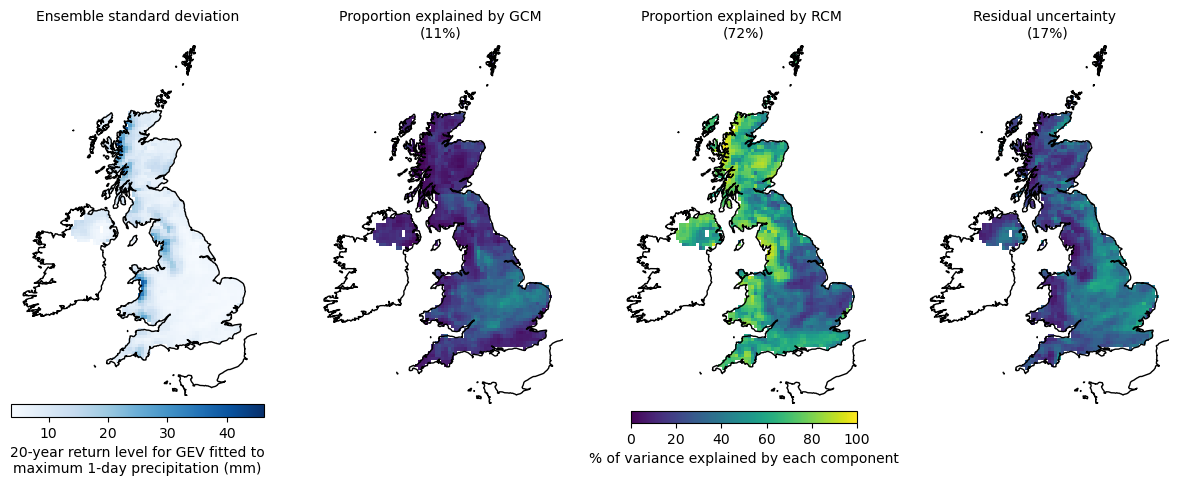 Ensemble standard deviation
Proportion explained by GCM
(11%)
Proportion explained by RCM
(72%)
Residual uncertainty
(17%)
10 20 30 40
20-year return level for GEV fitted to
maximum 1-day precipitation (mm)
0 20 40 60 80 100
% of variance explained by each component